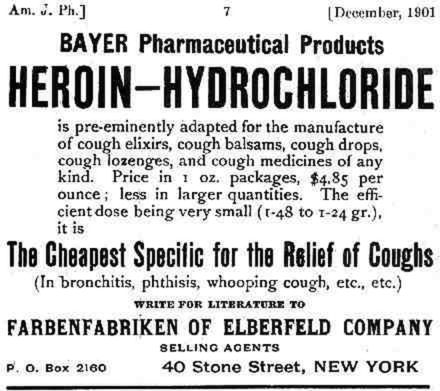 Am. J. Ph.] 7 [December, 1901
BAYER Pharmaceutical Products
HEROIN—HYDROCHLORIDE
is pre-eminently adapted for the manufacture
of cough elixirs, cough balsams, cough drops,
cough lozenges, and cough medicines of any
kind. Price in 1 oz. packages, $4.85 per
ounce; less in larger quantities. The effi-
cient dose being very small (1-48 to 1-24 gr.),
it is
The Cheapest Specific for the Relief of Coughs
(In bronchitis, phthisis, whooping cough, etc., etc.)
WRITE FOR LITERATURE TO
FARBENFABRIKEN OF ELBERFELD COMPANY
SELLING AGENTS
P. O. Box 2160 40 Stone Street, NEW YORK